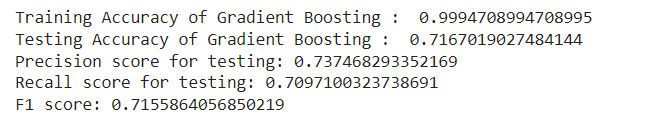 Training Accuracy of Gradient Boosting :  0.9994708994708995
Testing Accuracy of Gradient Boosting :  0.7167019027484144
Precision score for testing: 0.737468293352169
Recall score for testing: 0.7097100323738691
F1 score: 0.7155864056850219